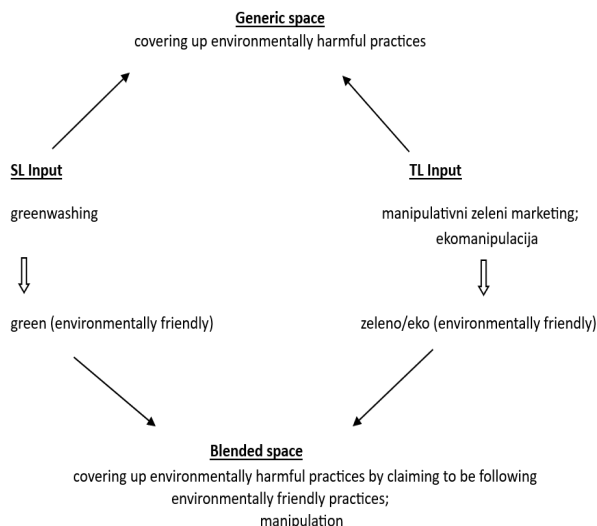 Generic space
covering up environmentally harmful practices
SL Input
TL Input
greenwashing
manipulativni zeleni marketing;
ekomanipulacija
green (environmentally friendly)
zeleno/eko (environmentally friendly)
Blended space
covering up environmentally harmful practices by claiming to be following
environmentally friendly practices;
manipulation